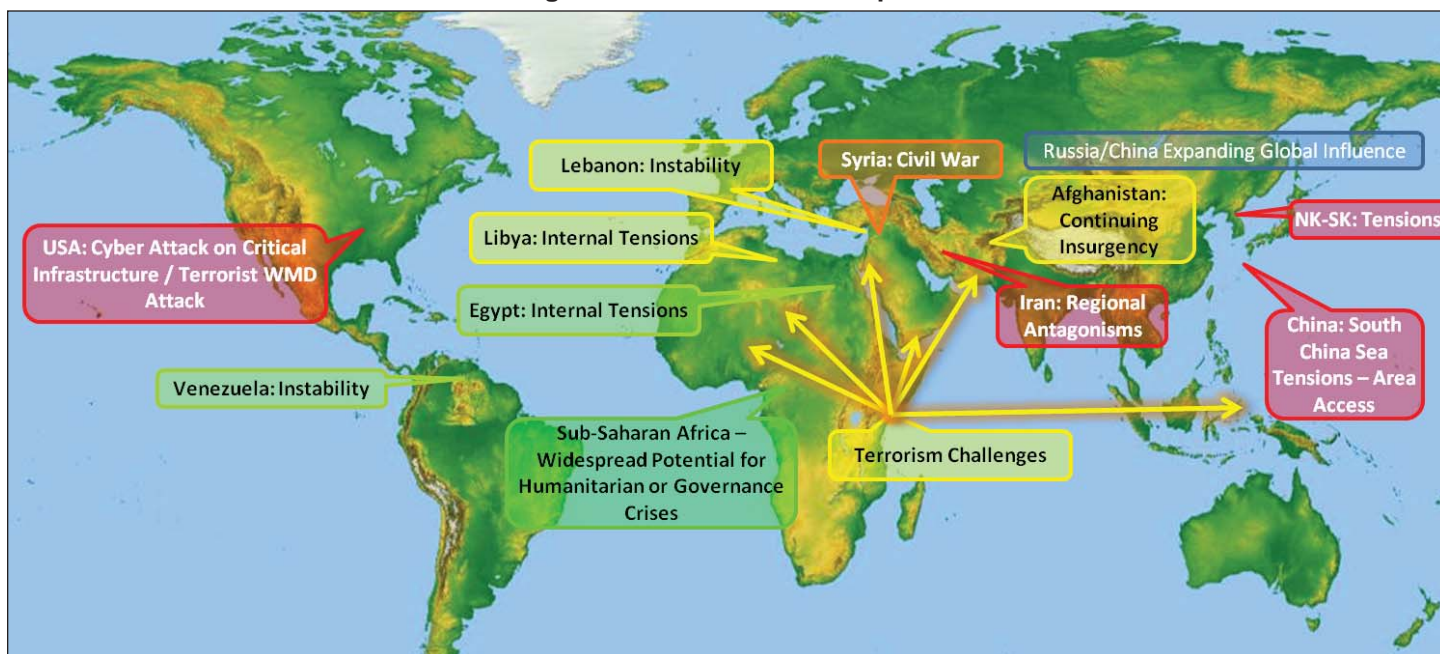 Lebanon: Instability
Syria: Civil War
Russia/China Expanding Global Influence
Afghanistan:
Continuing
Insurgency
NK-SK: Tensions
USA: Cyber Attack on Critical
Infrastructure / Terrorist WMD
Attack
Libya: Internal Tensions
Egypt: Internal Tensions
Iran: Regional
Antagonisms
China: South
China Sea
Tensions – Area
Access
Venezuela: Instability
Sub-Saharan Africa –
Widespread Potential for
Humanitarian or Governance
Crises
Terrorism Challenges